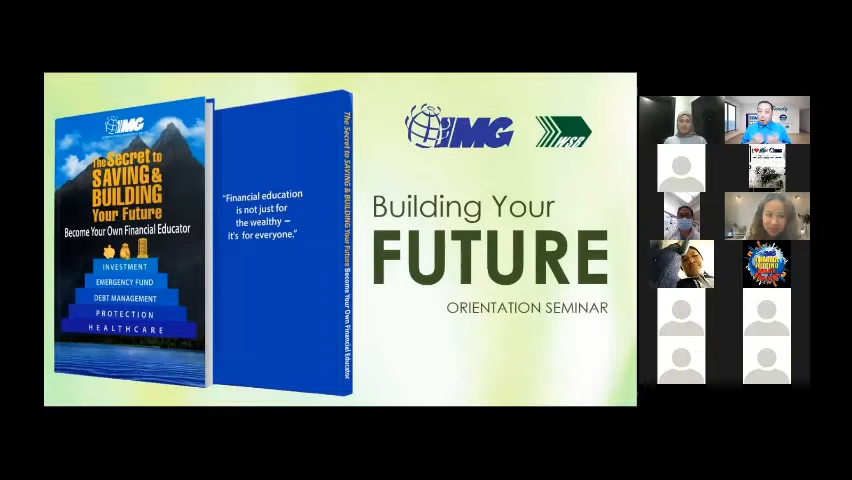 IMG
The Secret to
SAVING &
BUILDING
Your Future
Become Your Own Financial Educator
INVESTMENT
EMERGENCY FUND
DEBT MANAGEMENT
PROTECTION
HEALTHCARE
"Financial education
is not just for
the wealthy –
it's for everyone."
The Secret to SAVING & BUILDING Your Future Become Your Own Financial Educator
IMG
WSB
Building Your
FUTURE
ORIENTATION SEMINAR